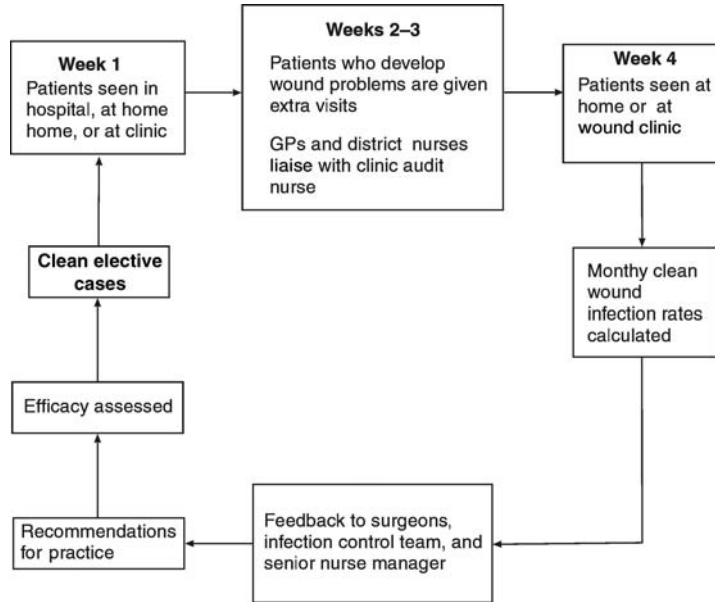 Week 1
Patients seen in
hospital, at home
home, or at clinic
Weeks 2–3
Patients who develop
wound problems are given
extra visits
GPs and district nurses
liaise with clinic audit
nurse
Week 4
Patients seen at
home or at
wound clinic
Monthy clean
wound
infection rates
calculated
Feedback to surgeons,
infection control team, and
senior nurse manager
Recommendations
for practice
Efficacy assessed
Clean elective
cases